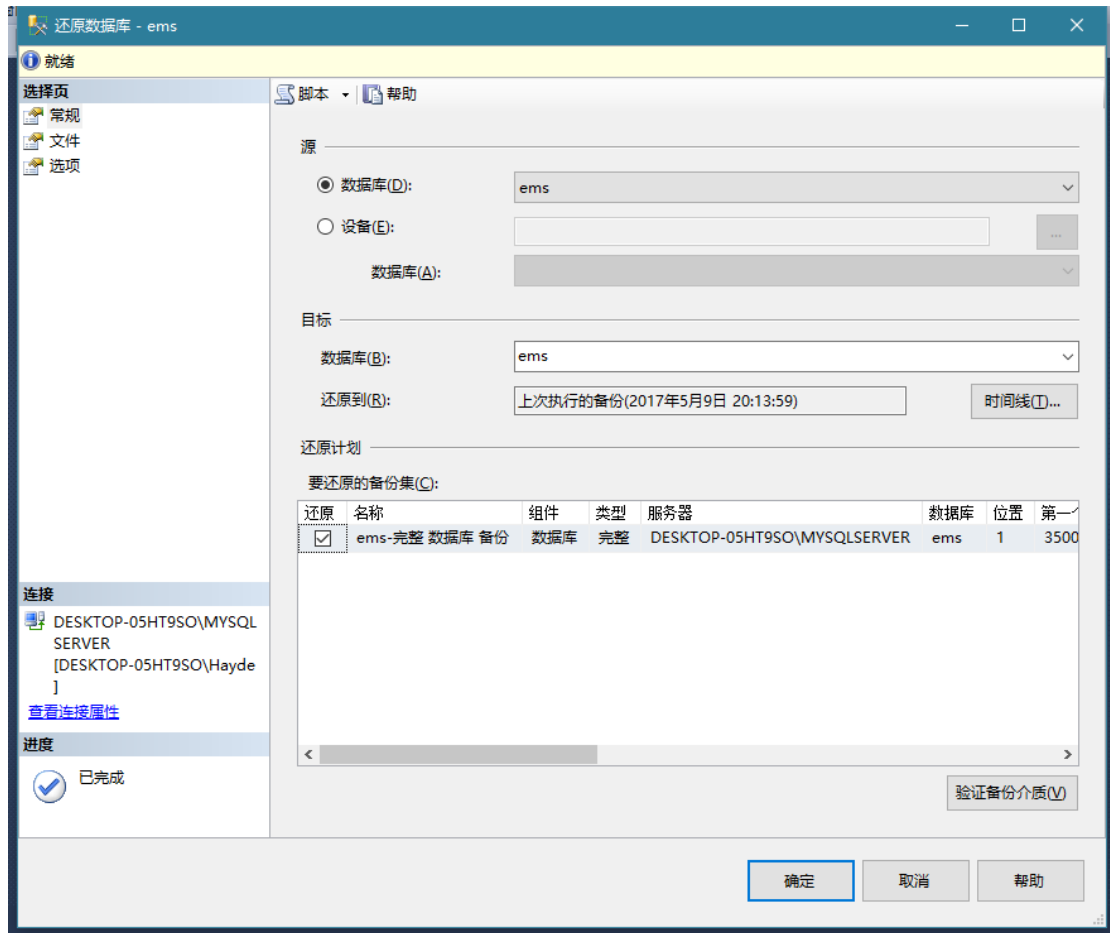 还原数据库 - ems
就绪
选择页
常规
文件
选项
脚本
帮助
源
数据库(D):
ems
设备(E):
...
数据库(A):
目标
数据库(B):
ems
还原到(R):
上次执行的备份(2017年5月9日 20:13:59)
时间线(T)...
还原计划
要还原的备份集(C):
还原 名称 组件 类型 服务器 数据库 位置 第一个
ems-完整 数据库 备份 数据库 完整 DESKTOP-05HT9SO\MYSQLSERVER ems 1 3500
连接
DESKTOP-05HT9SO\MYSQL
SERVER
[DESKTOP-05HT9SO\Hayde
]
查看连接属性
进度
已完成
验证备份介质(V)
确定
取消
帮助